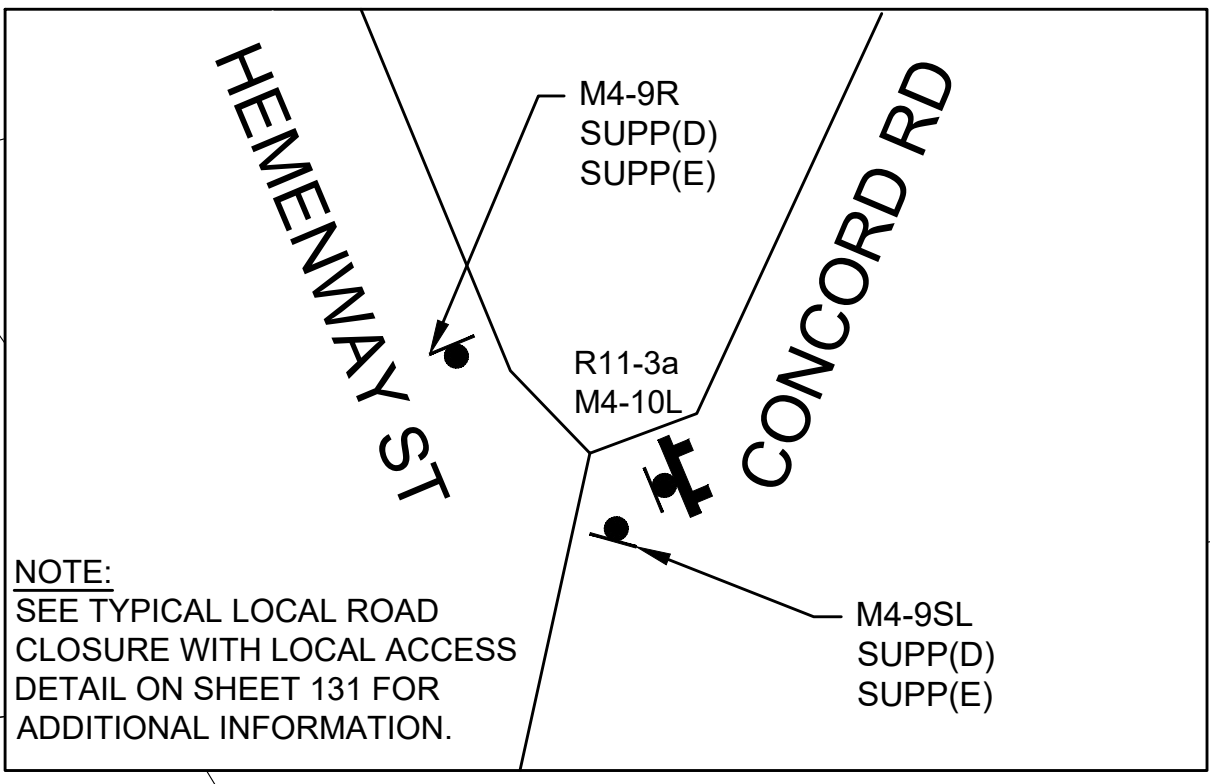 HEMENWAY ST
M4-9R
SUPP(D)
SUPP(E)
CONCORD RD
R11-3a
M4-10L
NOTE:
SEE TYPICAL LOCAL ROAD
CLOSURE WITH LOCAL ACCESS
DETAIL ON SHEET 131 FOR
ADDITIONAL INFORMATION.
M4-9SL
SUPP(D)
SUPP(E)